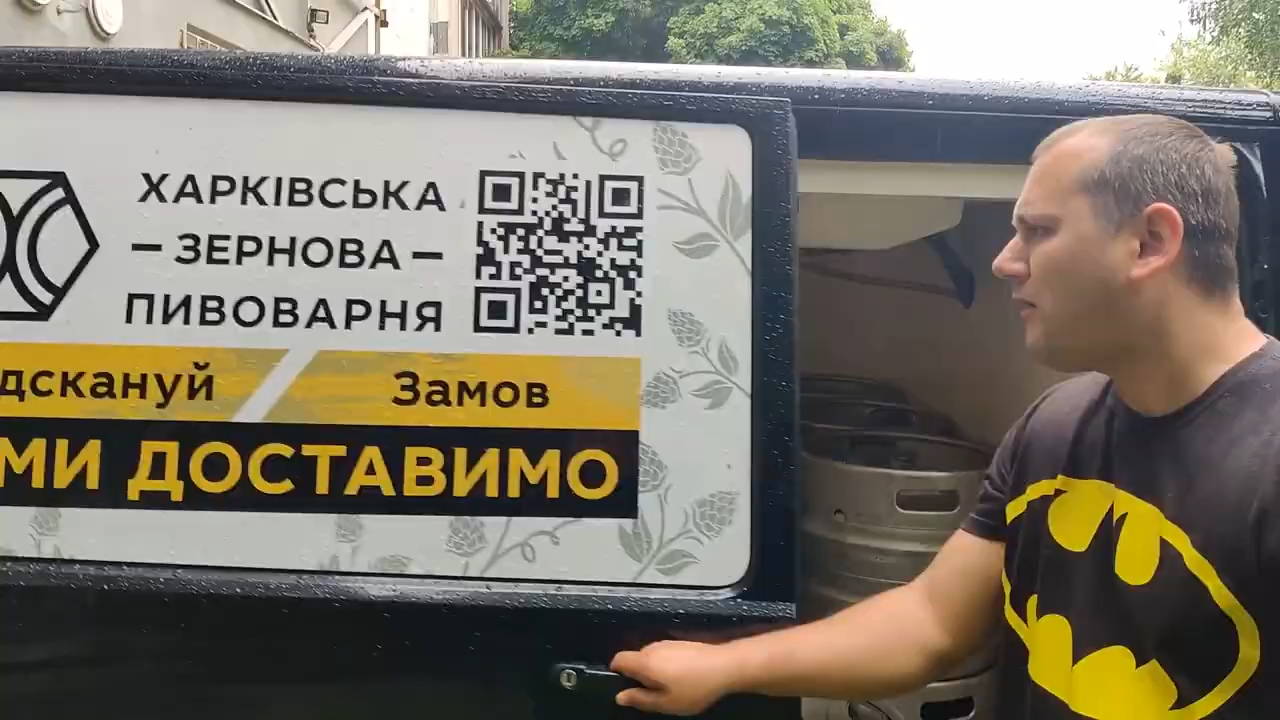 ХАРКІВСЬКА
— ЗЕРНОВА —
ПИВОВАРНЯ
дскануй
Замов
МИ ДОСТАВИМО